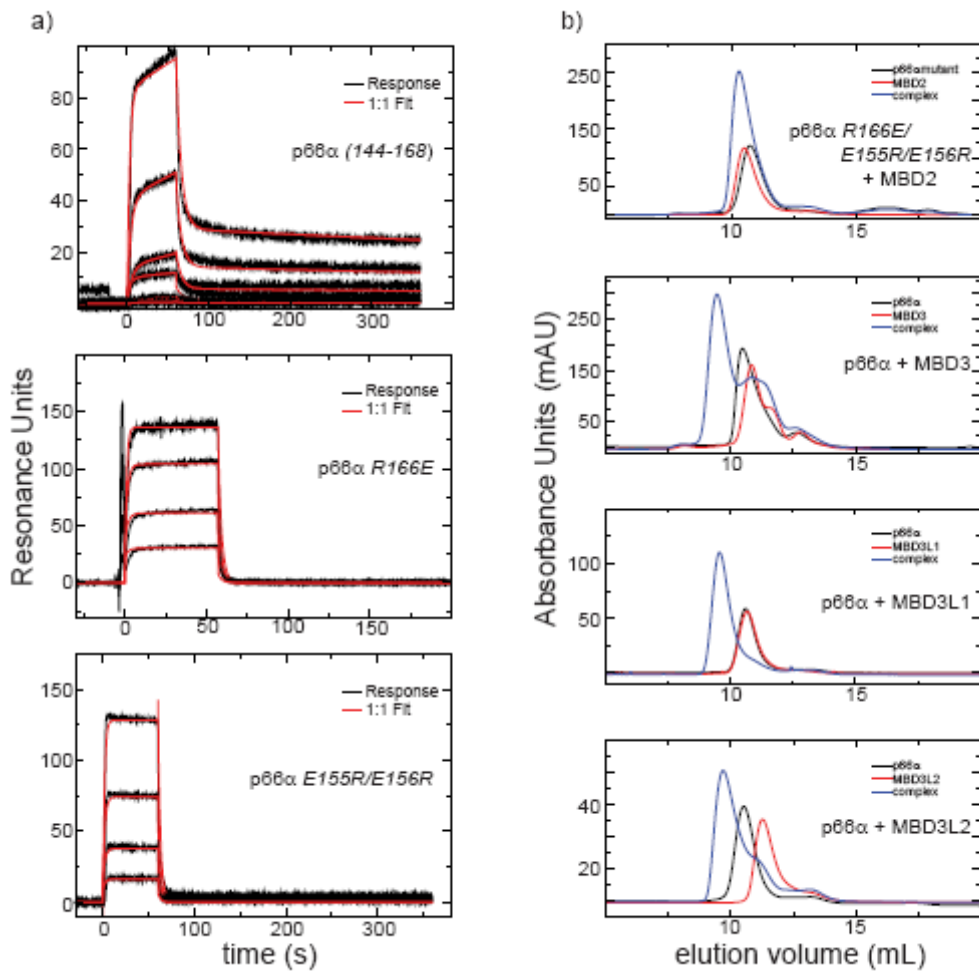 a)
Resonance Units
80
60
40
20
0
Response
1:1 Fit
p66α (144-168)
0
100
200
300
150
100
50
0
Response
1:1 Fit
p66α R166E
0
50
100
150
150
100
50
0
Response
1:1 Fit
p66α E155R/E156R
0
100
200
300
time (s)
b)
Absorbance Units (mAU)
250
150
50
p66αmutant
MBD2
complex
p66α R166E/
E155R/E156R
+ MBD2
10
15
250
150
50
p66α
MBD3
complex
p66α + MBD3
10
15
100
50
p66α
MBD3L1
complex
p66α + MBD3L1
10
15
40
20
p66α
MBD3L2
complex
p66α + MBD3L2
10
15
elution volume (mL)